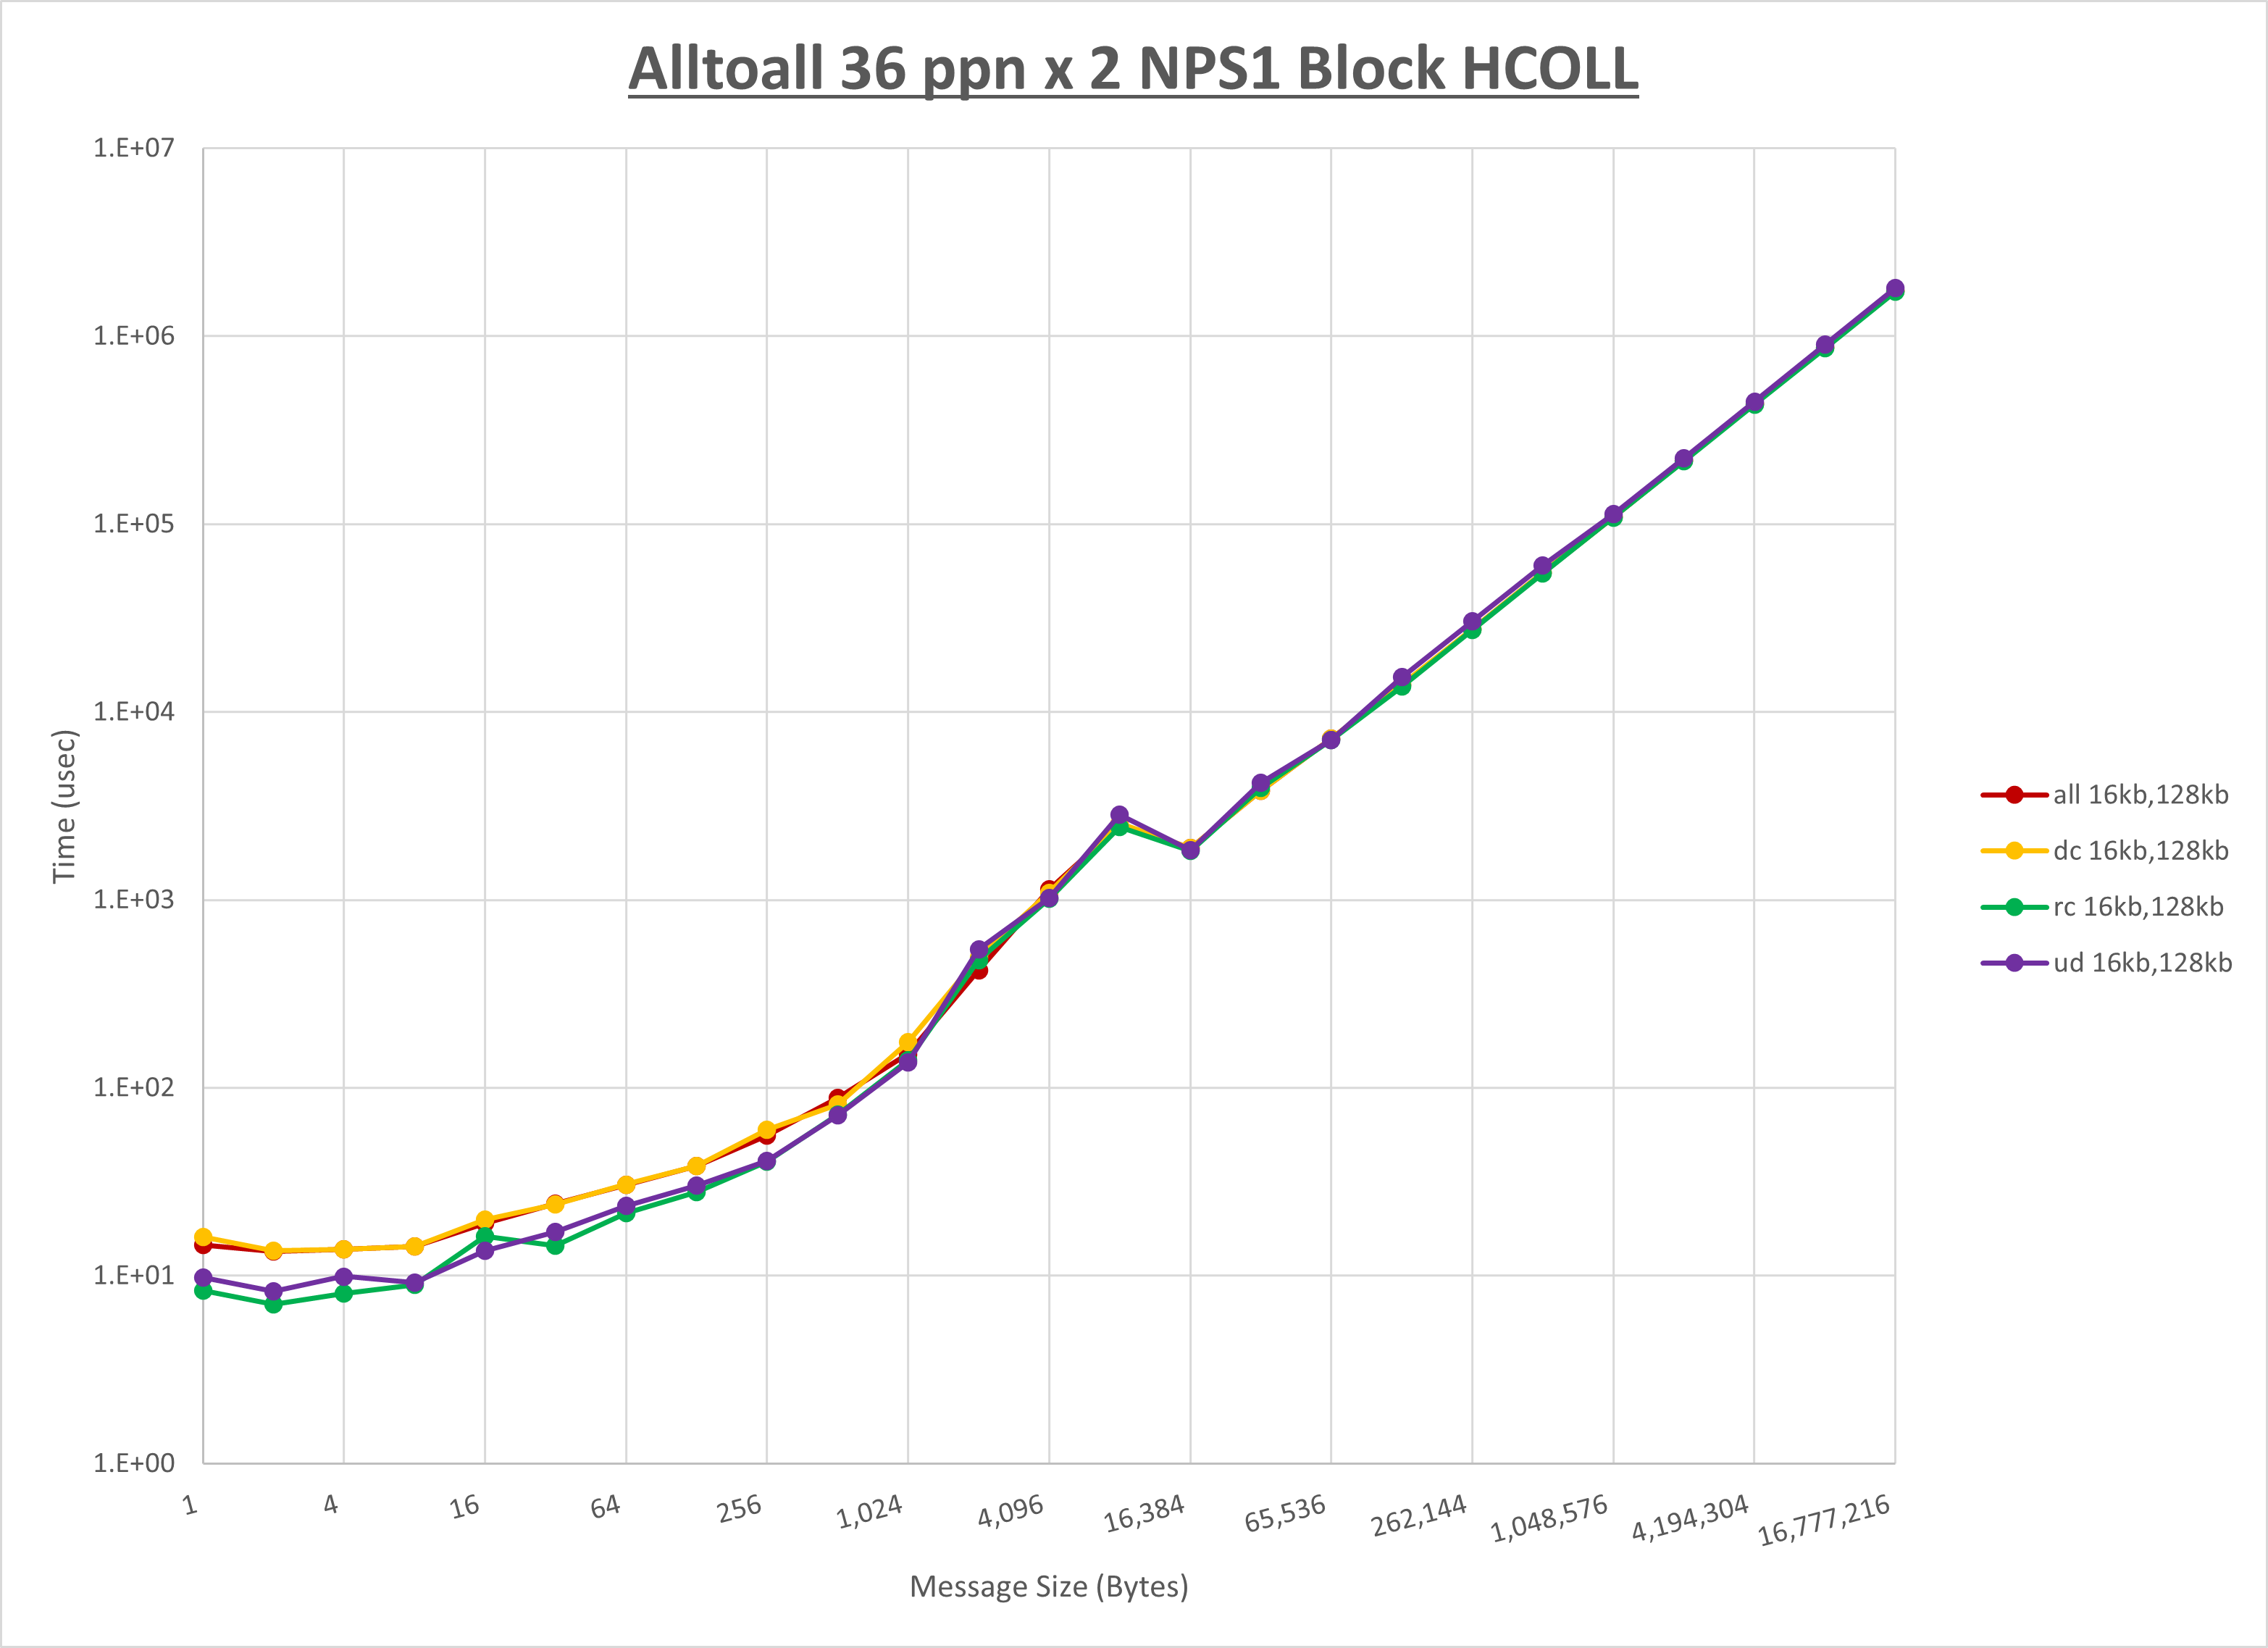 Alltoall 36 ppn x 2 NPS1 Block HCOLL
1.E+07
1.E+06
1.E+05
1.E+04
1.E+03
1.E+02
1.E+01
1.E+00
Time (usec)
1
4
16
64
256
1,024
4,096
16,384
65,536
262,144
1,048,576
4,194,304
16,777,216
Message Size (Bytes)
all 16kb,128kb
dc 16kb,128kb
rc 16kb,128kb
ud 16kb,128kb